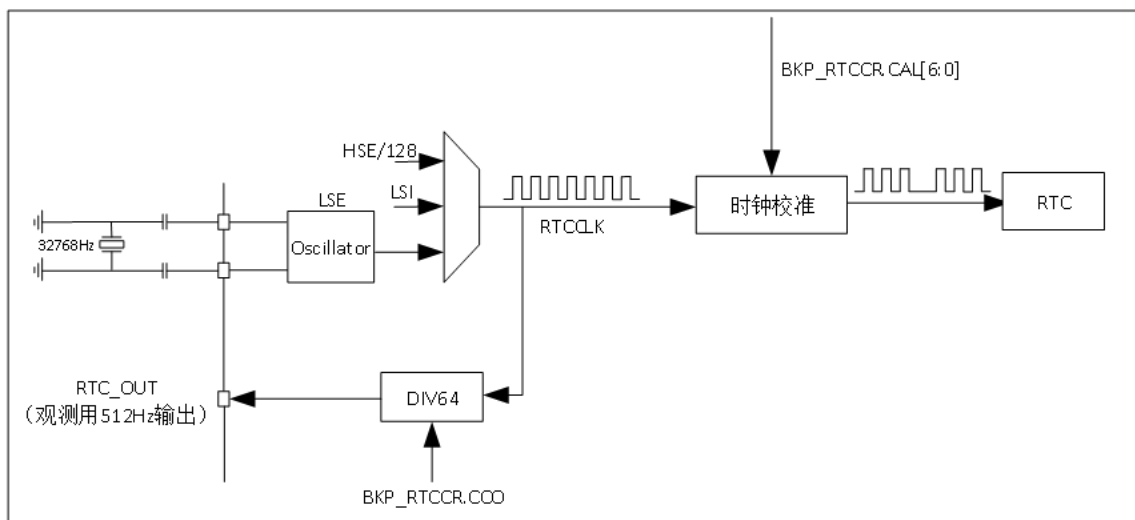 BKP_RTCCR.CAL[6:0]
HSE/128
LSI
LSE
Oscillator
32768Hz
RTCCLK
时钟校准
RTC
RTC_OUT
（观测用512Hz输出）
DIV64
BKP_RTCCR.CCO